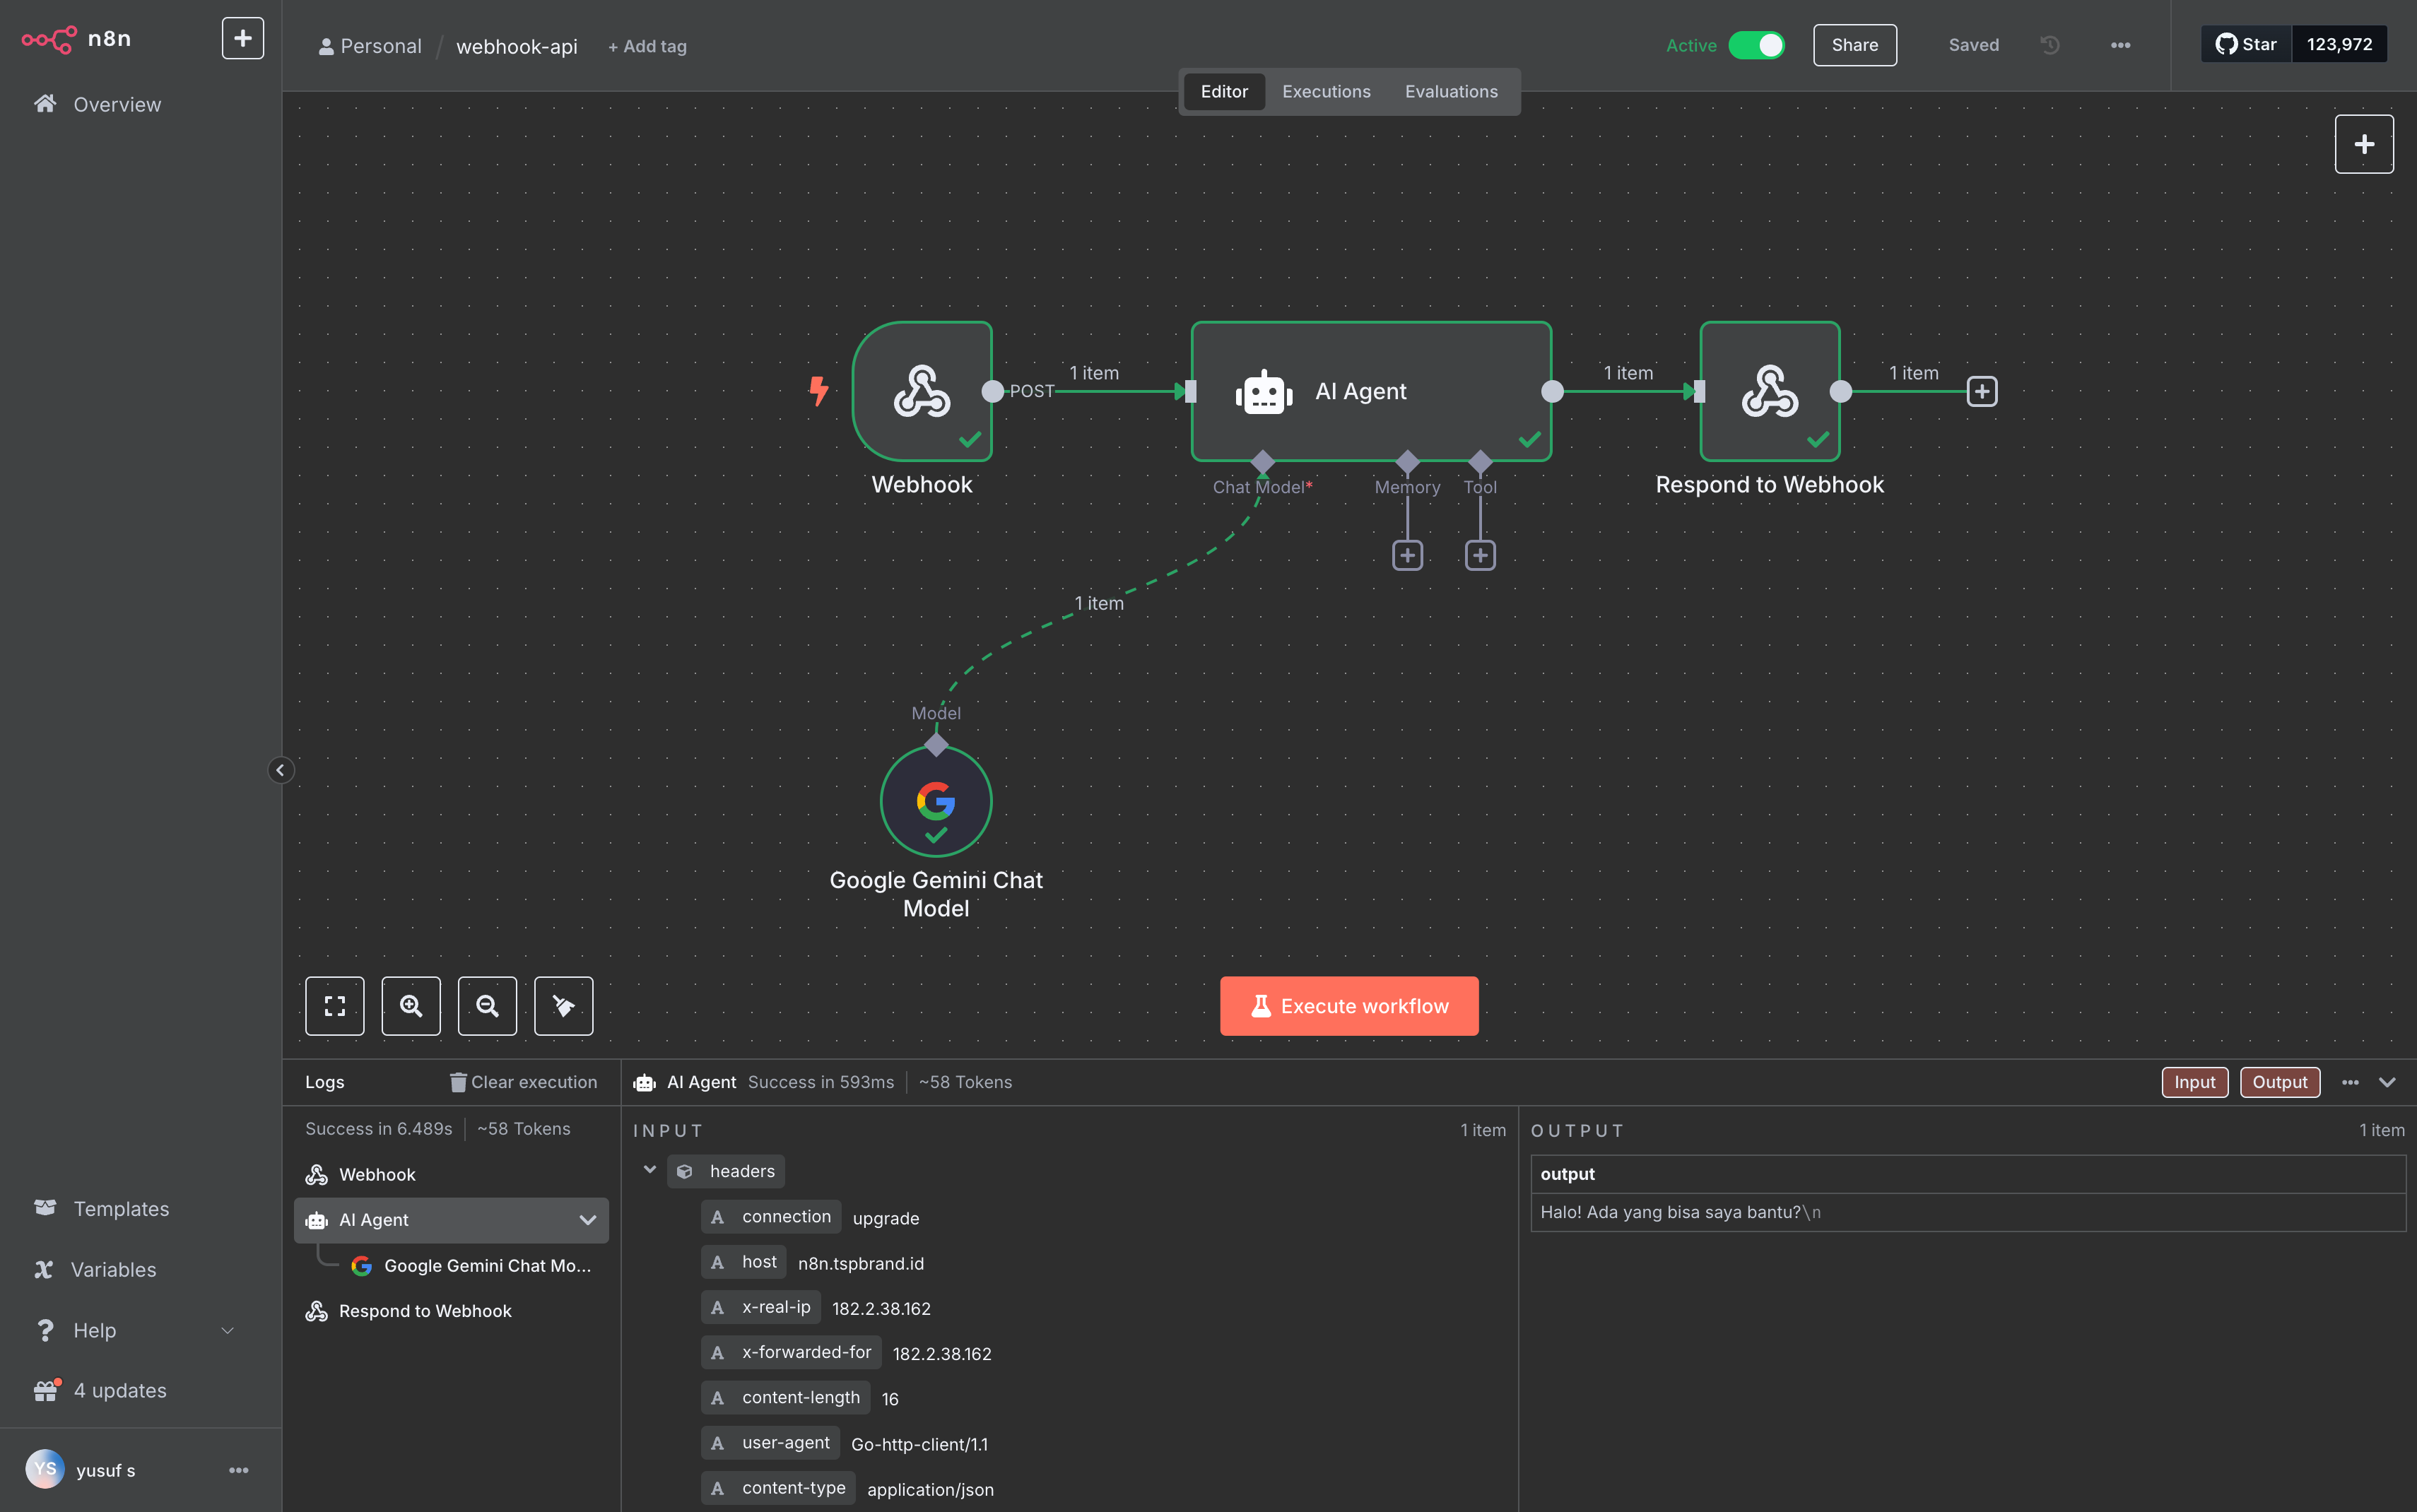 n8n
Overview
Personal / webhook-api + Add tag
Active Share Saved Star 123,972
Editor Executions Evaluations
POST 1 item
AI Agent
1 item
1 item
Webhook
Chat Model*
Memory
Tool
Respond to Webhook
1 item
Model
Google Gemini Chat
Model
Execute workflow
Templates
Variables
Help
4 updates
YS yusuf s
Logs Clear execution
Success in 6.489s ~58 Tokens
Webhook
AI Agent
Google Gemini Chat Mo...
Respond to Webhook
AI Agent Success in 593ms ~58 Tokens
Input Output
INPUT 1 item
headers
A connection upgrade
A host n8n.tspbrand.id
A x-real-ip 182.2.38.162
A x-forwarded-for 182.2.38.162
A content-length 16
A user-agent Go-http-client/1.1
A content-type application/json
OUTPUT 1 item
output
Halo! Ada yang bisa saya bantu?\n